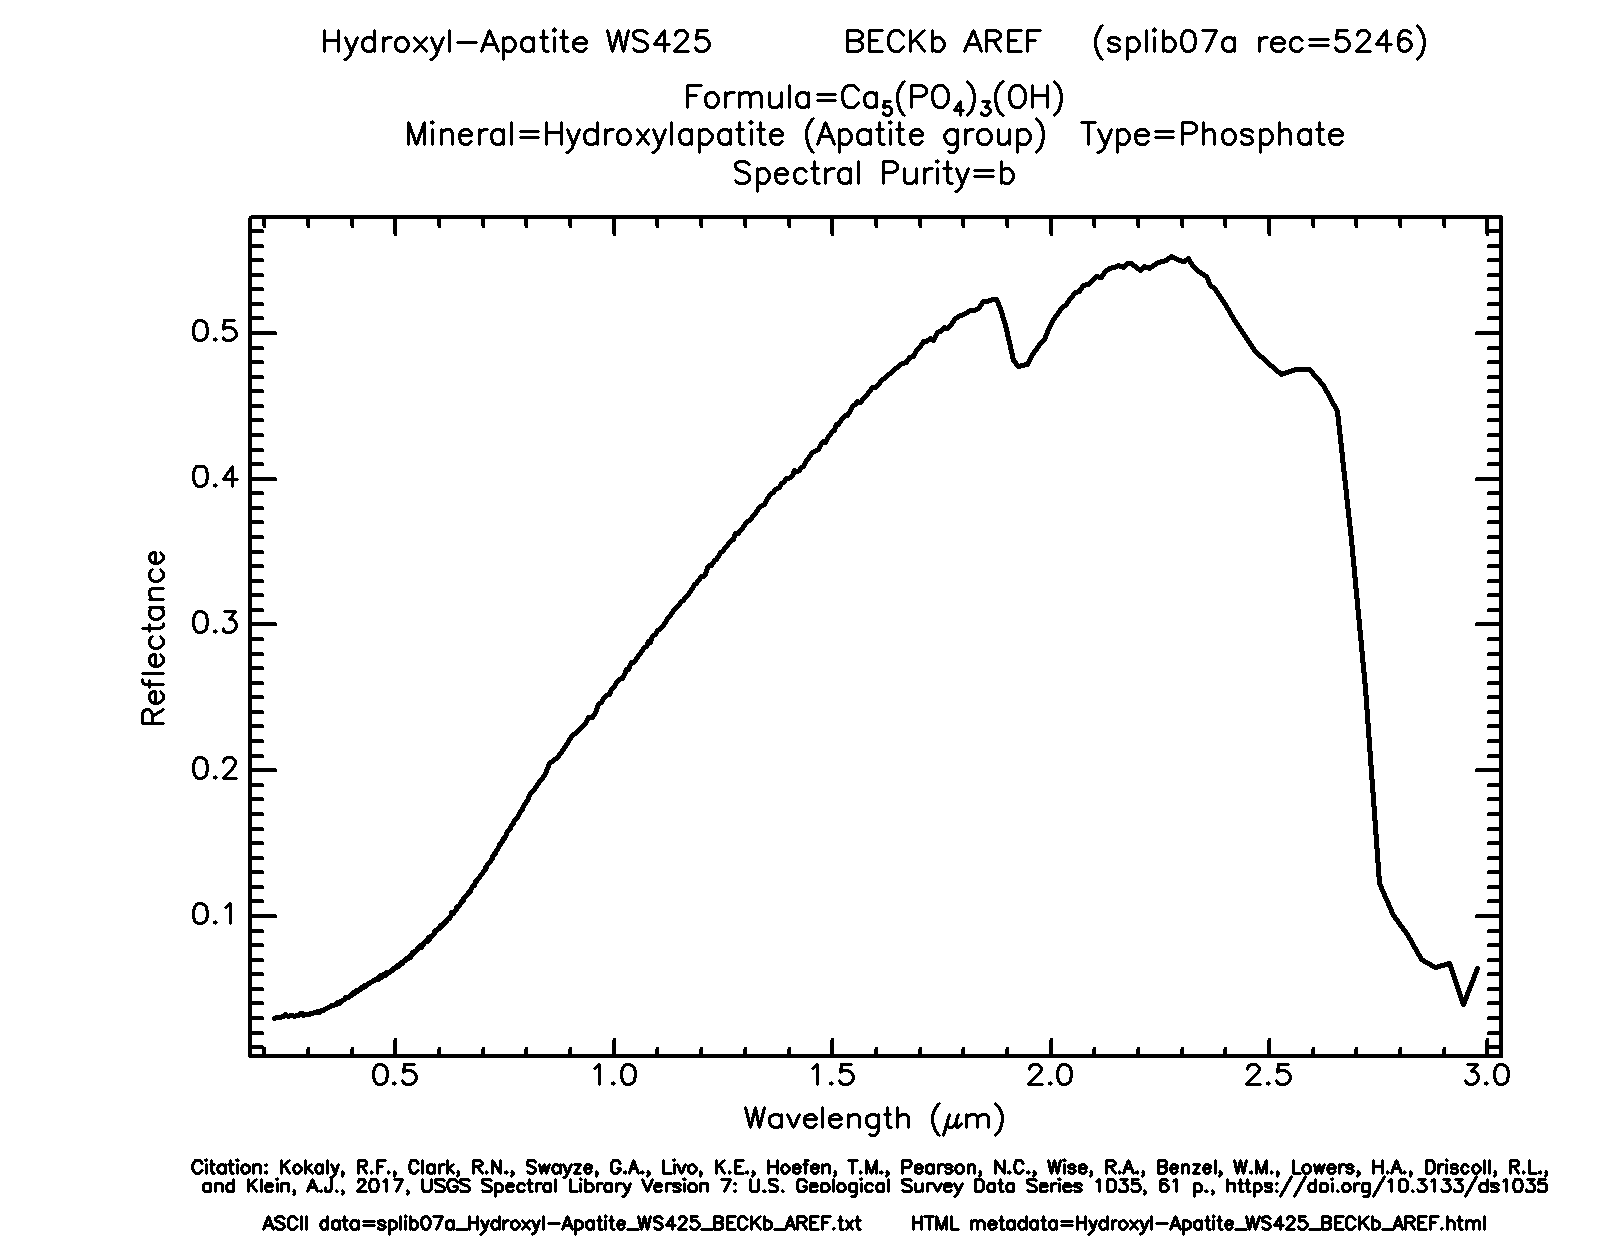 Hydroxyl-Apatite WS425 BECKb AREF (splib07a rec=5246)
Formula=Ca5(PO4)3(OH)
Mineral=Hydroxylapatite (Apatite group) Type=Phosphate
Spectral Purity=b
0.5
0.4
0.3
0.2
0.1
Reflectance
0.5 1.0 1.5 2.0 2.5 3.0
Wavelength (μm)
Citation: Kokaly, R.F., Clark, R.N., Swayze, G.A., Livo, K.E., Hoefen, T.M., Pearson, N.C., Wise, R.A., Benzel, W.M., Lowers, H.A., Driscoll, R.L.,
and Klein, A.J., 2017, USGS Spectral Library Version 7: U.S. Geological Survey Data Series 1035, 61 p., https://doi.org/10.3133/ds1035
ASCII data=splib07a_Hydroxyl-Apatite_WS425_BECKb_AREF.txt HTML metadata=Hydroxyl-Apatite_WS425_BECKb_AREF.html